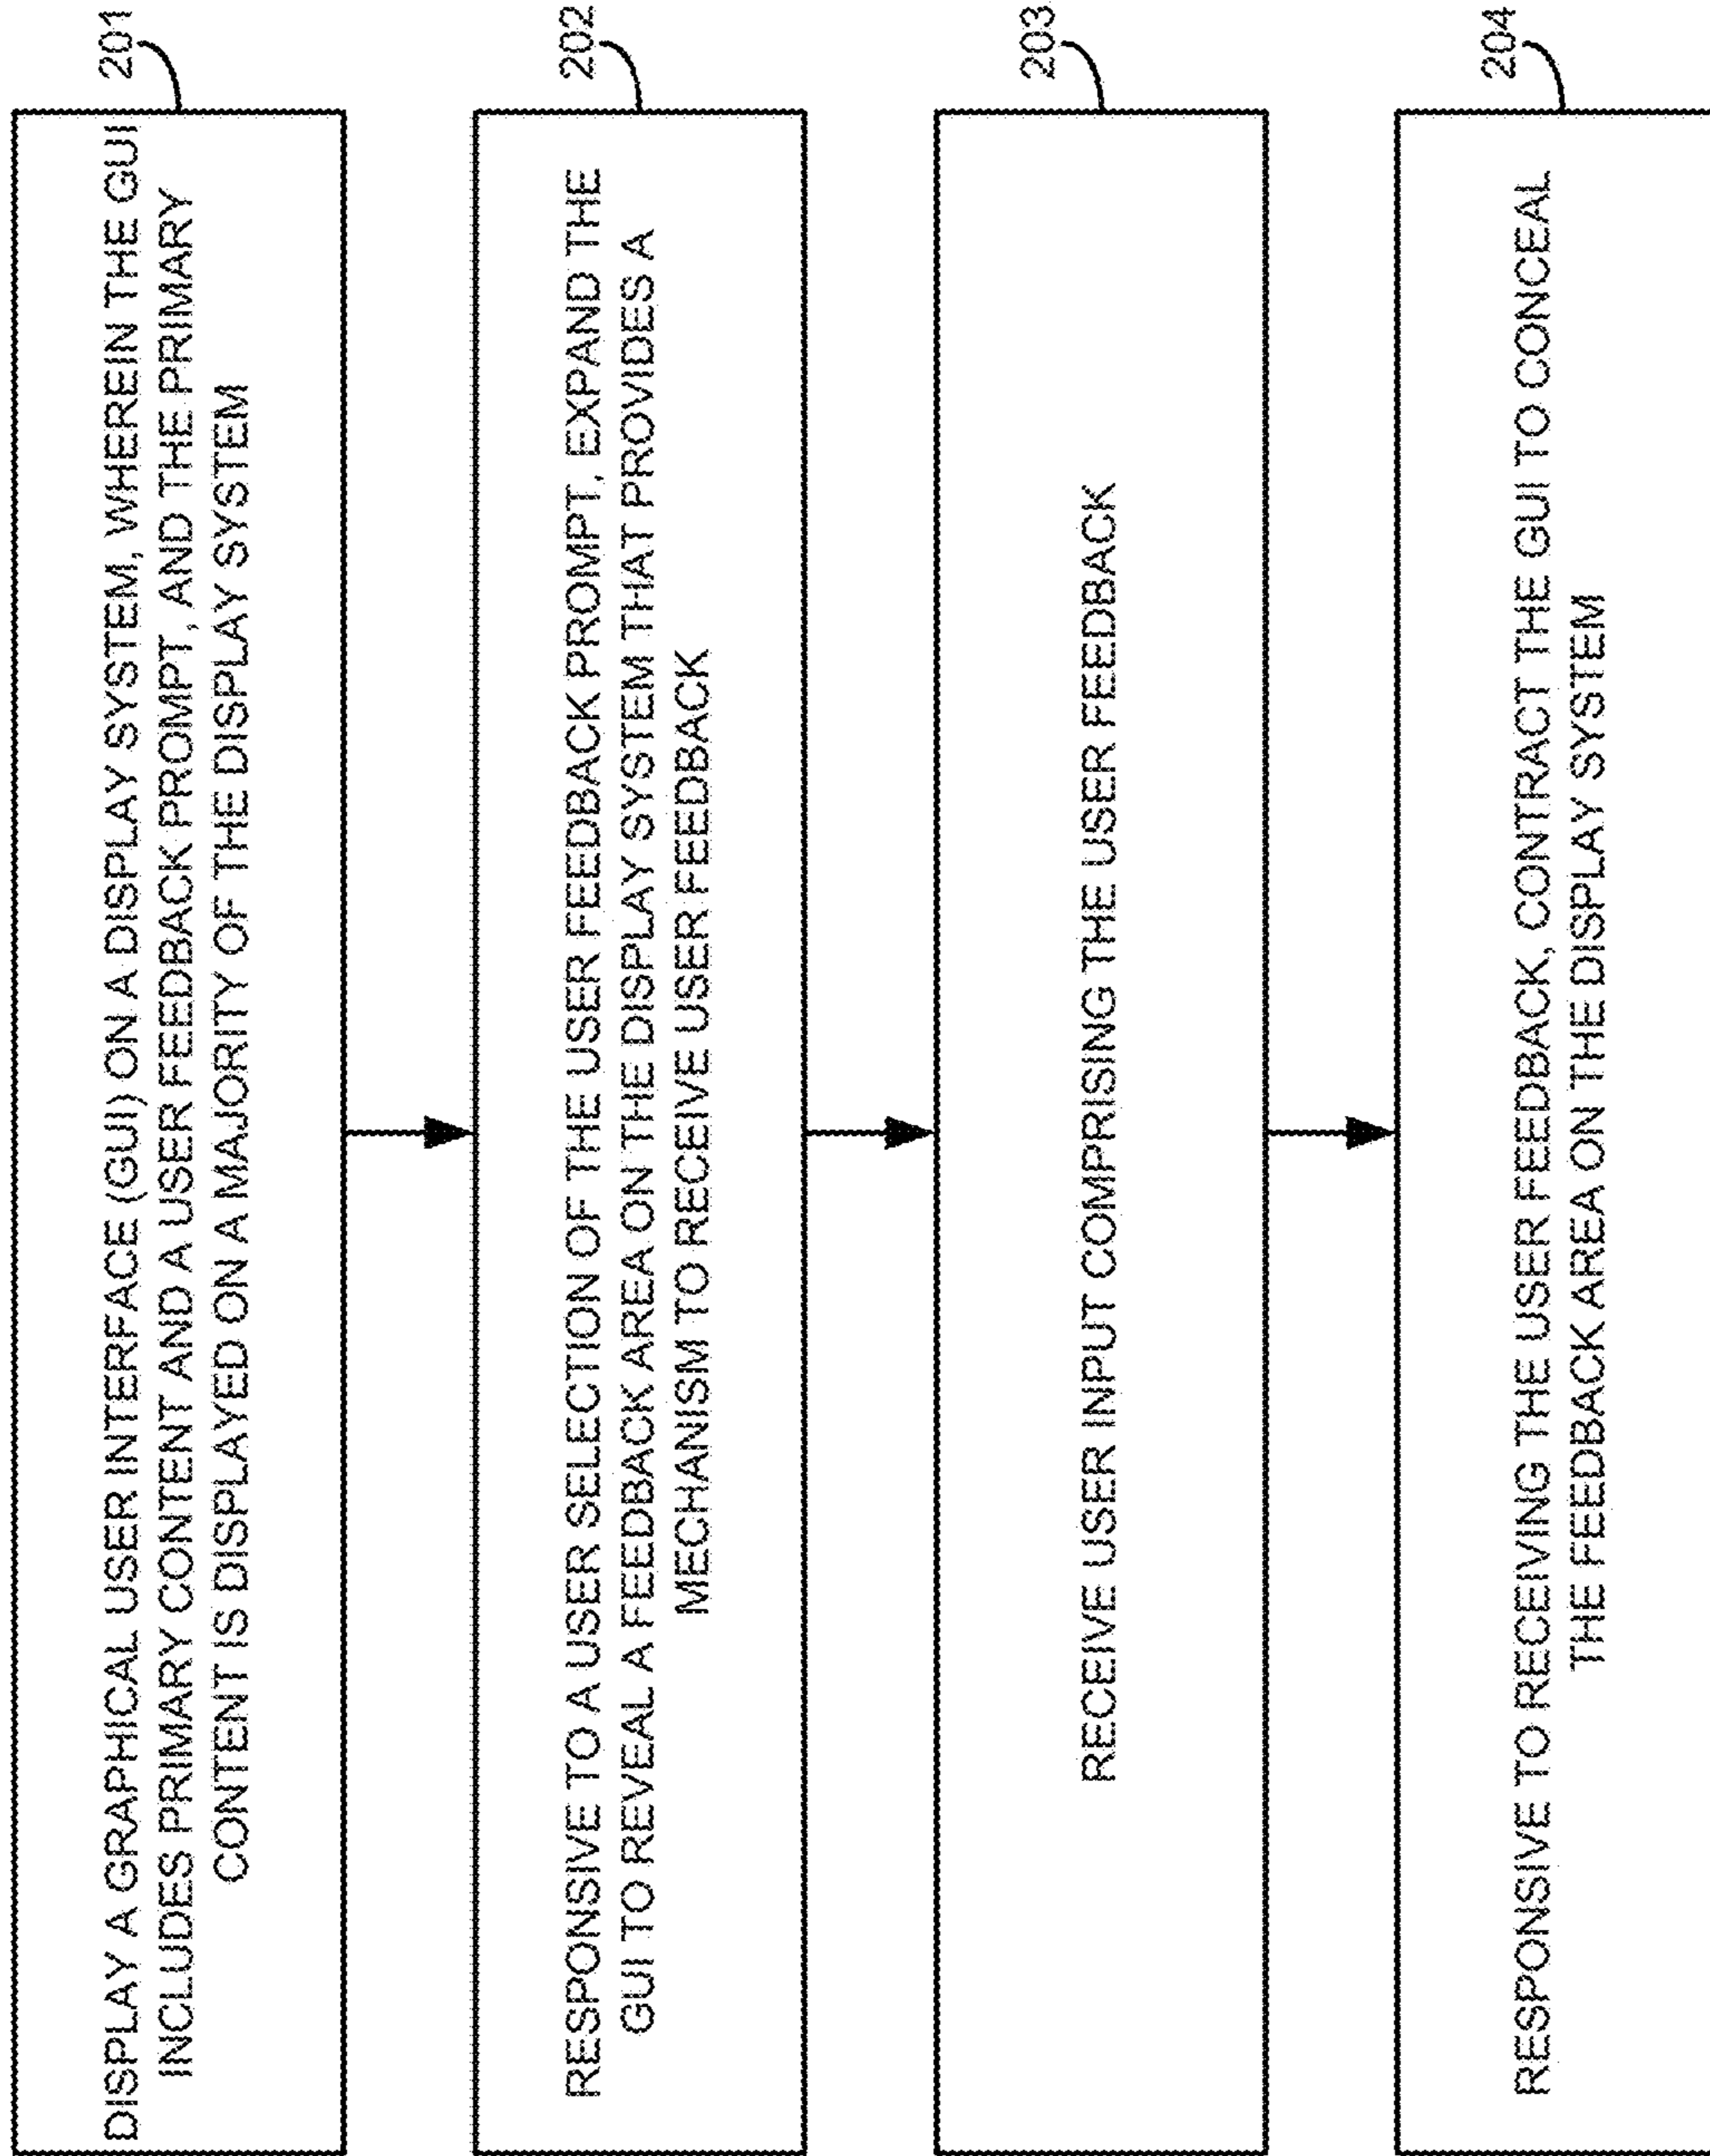 DISPLAY A GRAPHICAL USER INTERFACE (GUI) ON A DISPLAY SYSTEM, WHEREIN THE GUI
INCLUDES PRIMARY CONTENT AND A USER FEEDBACK PROMPT, AND THE PRIMARY
CONTENT IS DISPLAYED ON A MAJORITY OF THE DISPLAY SYSTEM
201
RESPONSIVE TO A USER SELECTION OF THE USER FEEDBACK PROMPT, EXPAND THE
GUI TO REVEAL A FEEDBACK AREA ON THE DISPLAY SYSTEM THAT PROVIDES A
MECHANISM TO RECEIVE USER FEEDBACK
202
RECEIVE USER INPUT COMPRISING THE USER FEEDBACK
203
RESPONSIVE TO RECEIVING THE USER FEEDBACK, CONTRACT THE GUI TO CONCEAL
THE FEEDBACK AREA ON THE DISPLAY SYSTEM
204